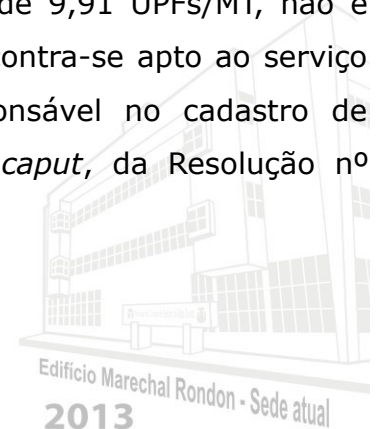 de 9,91 UPFs/MT, não é
contra-se apto ao serviço
onsável no cadastro de
caput, da Resolução nº
Edifício Marechal Rondon - Sede atual
2013